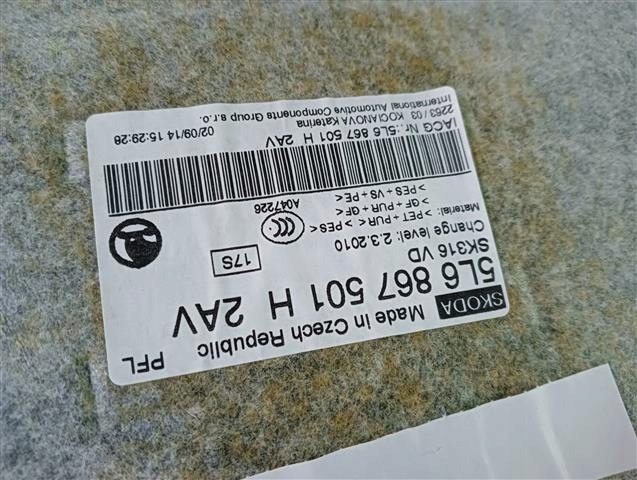 SKODA Made in Czech Republic PFL
5L6 867 501 H 2AV
SK316 VD
Change level: 2.3.2010
Material: >PET+PUR< >PES<
>GF+PUR+GF<
>PES+VS+PE<
17S
CCC
A047226
IACG Nr.:5L6 867 501 H 2AV
2263 / 03 KOCIANOVA Katerina
International Automotive Components Group s.r.o.
02/09/14 15:29:28